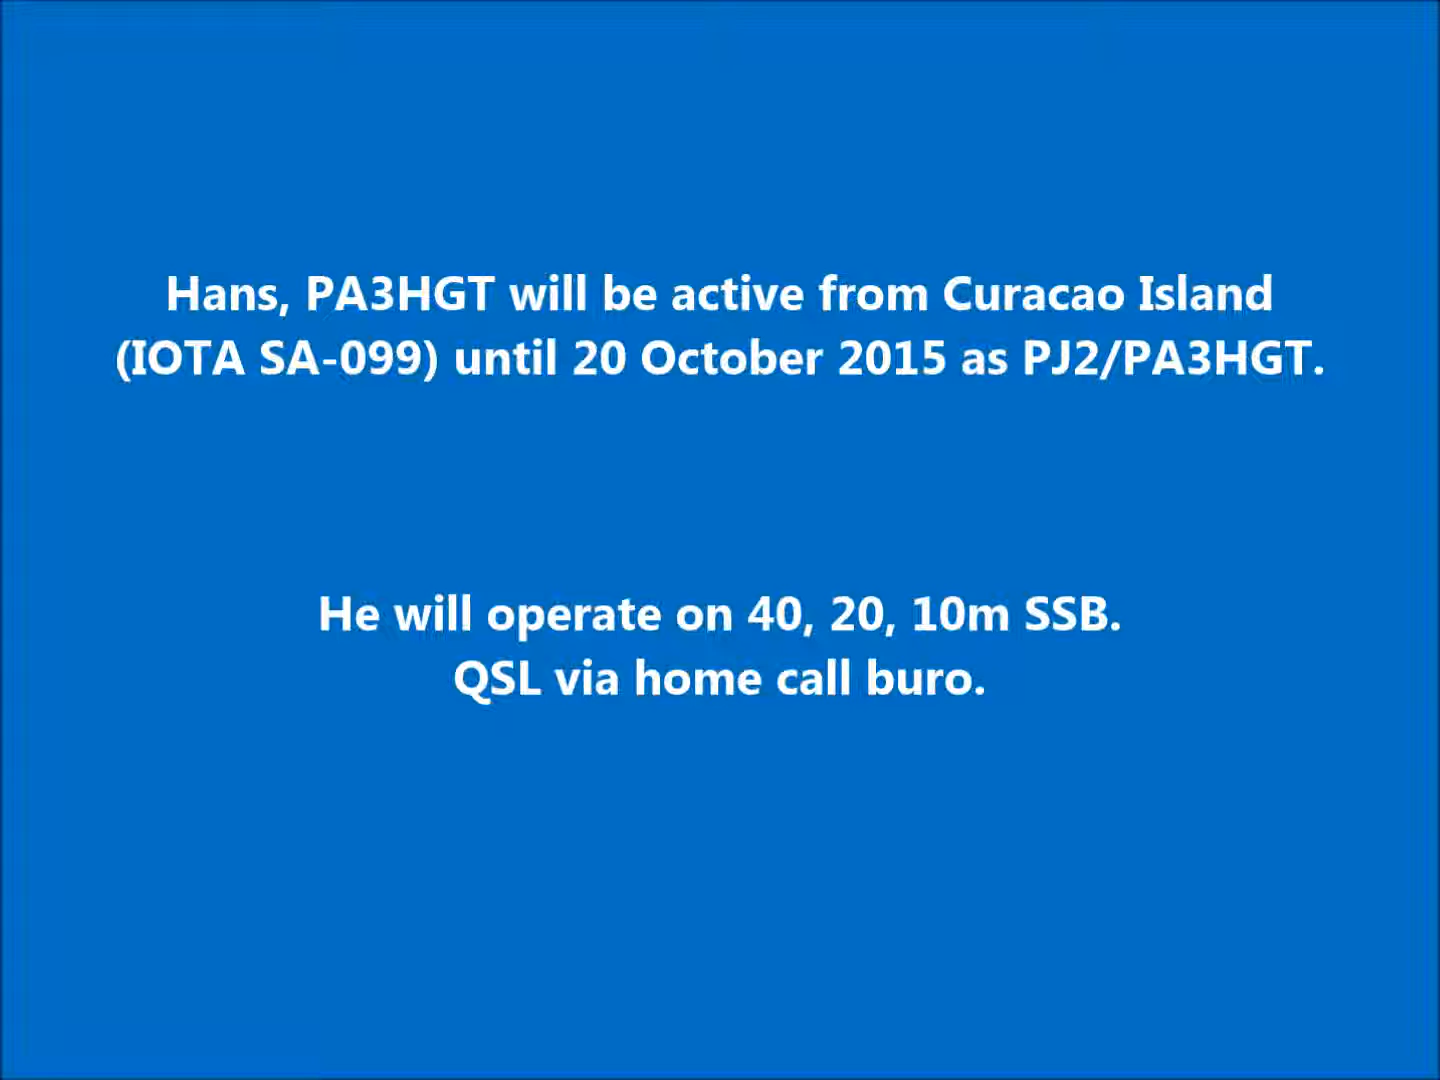 Hans, PA3HGT will be active from Curacao Island
(IOTA SA-099) until 20 October 2015 as PJ2/PA3HGT.
He will operate on 40, 20, 10m SSB.
QSL via home call buro.